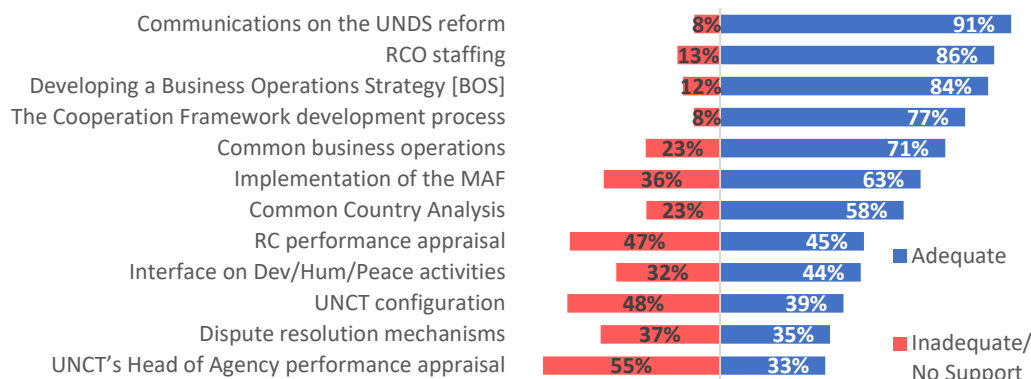 Communications on the UNDS reform 8% 91%
RCO staffing 13% 86%
Developing a Business Operations Strategy [BOS] 12% 84%
The Cooperation Framework development process 8% 77%
Common business operations 23% 71%
Implementation of the MAF 36% 63%
Common Country Analysis 23% 58%
RC performance appraisal 47% 45%
Adequate
Interface on Dev/Hum/Peace activities 32% 44%
UNCT configuration 48% 39%
Dispute resolution mechanisms 37% 35%
Inadequate/
UNCT’s Head of Agency performance appraisal 55% 33%
No Support